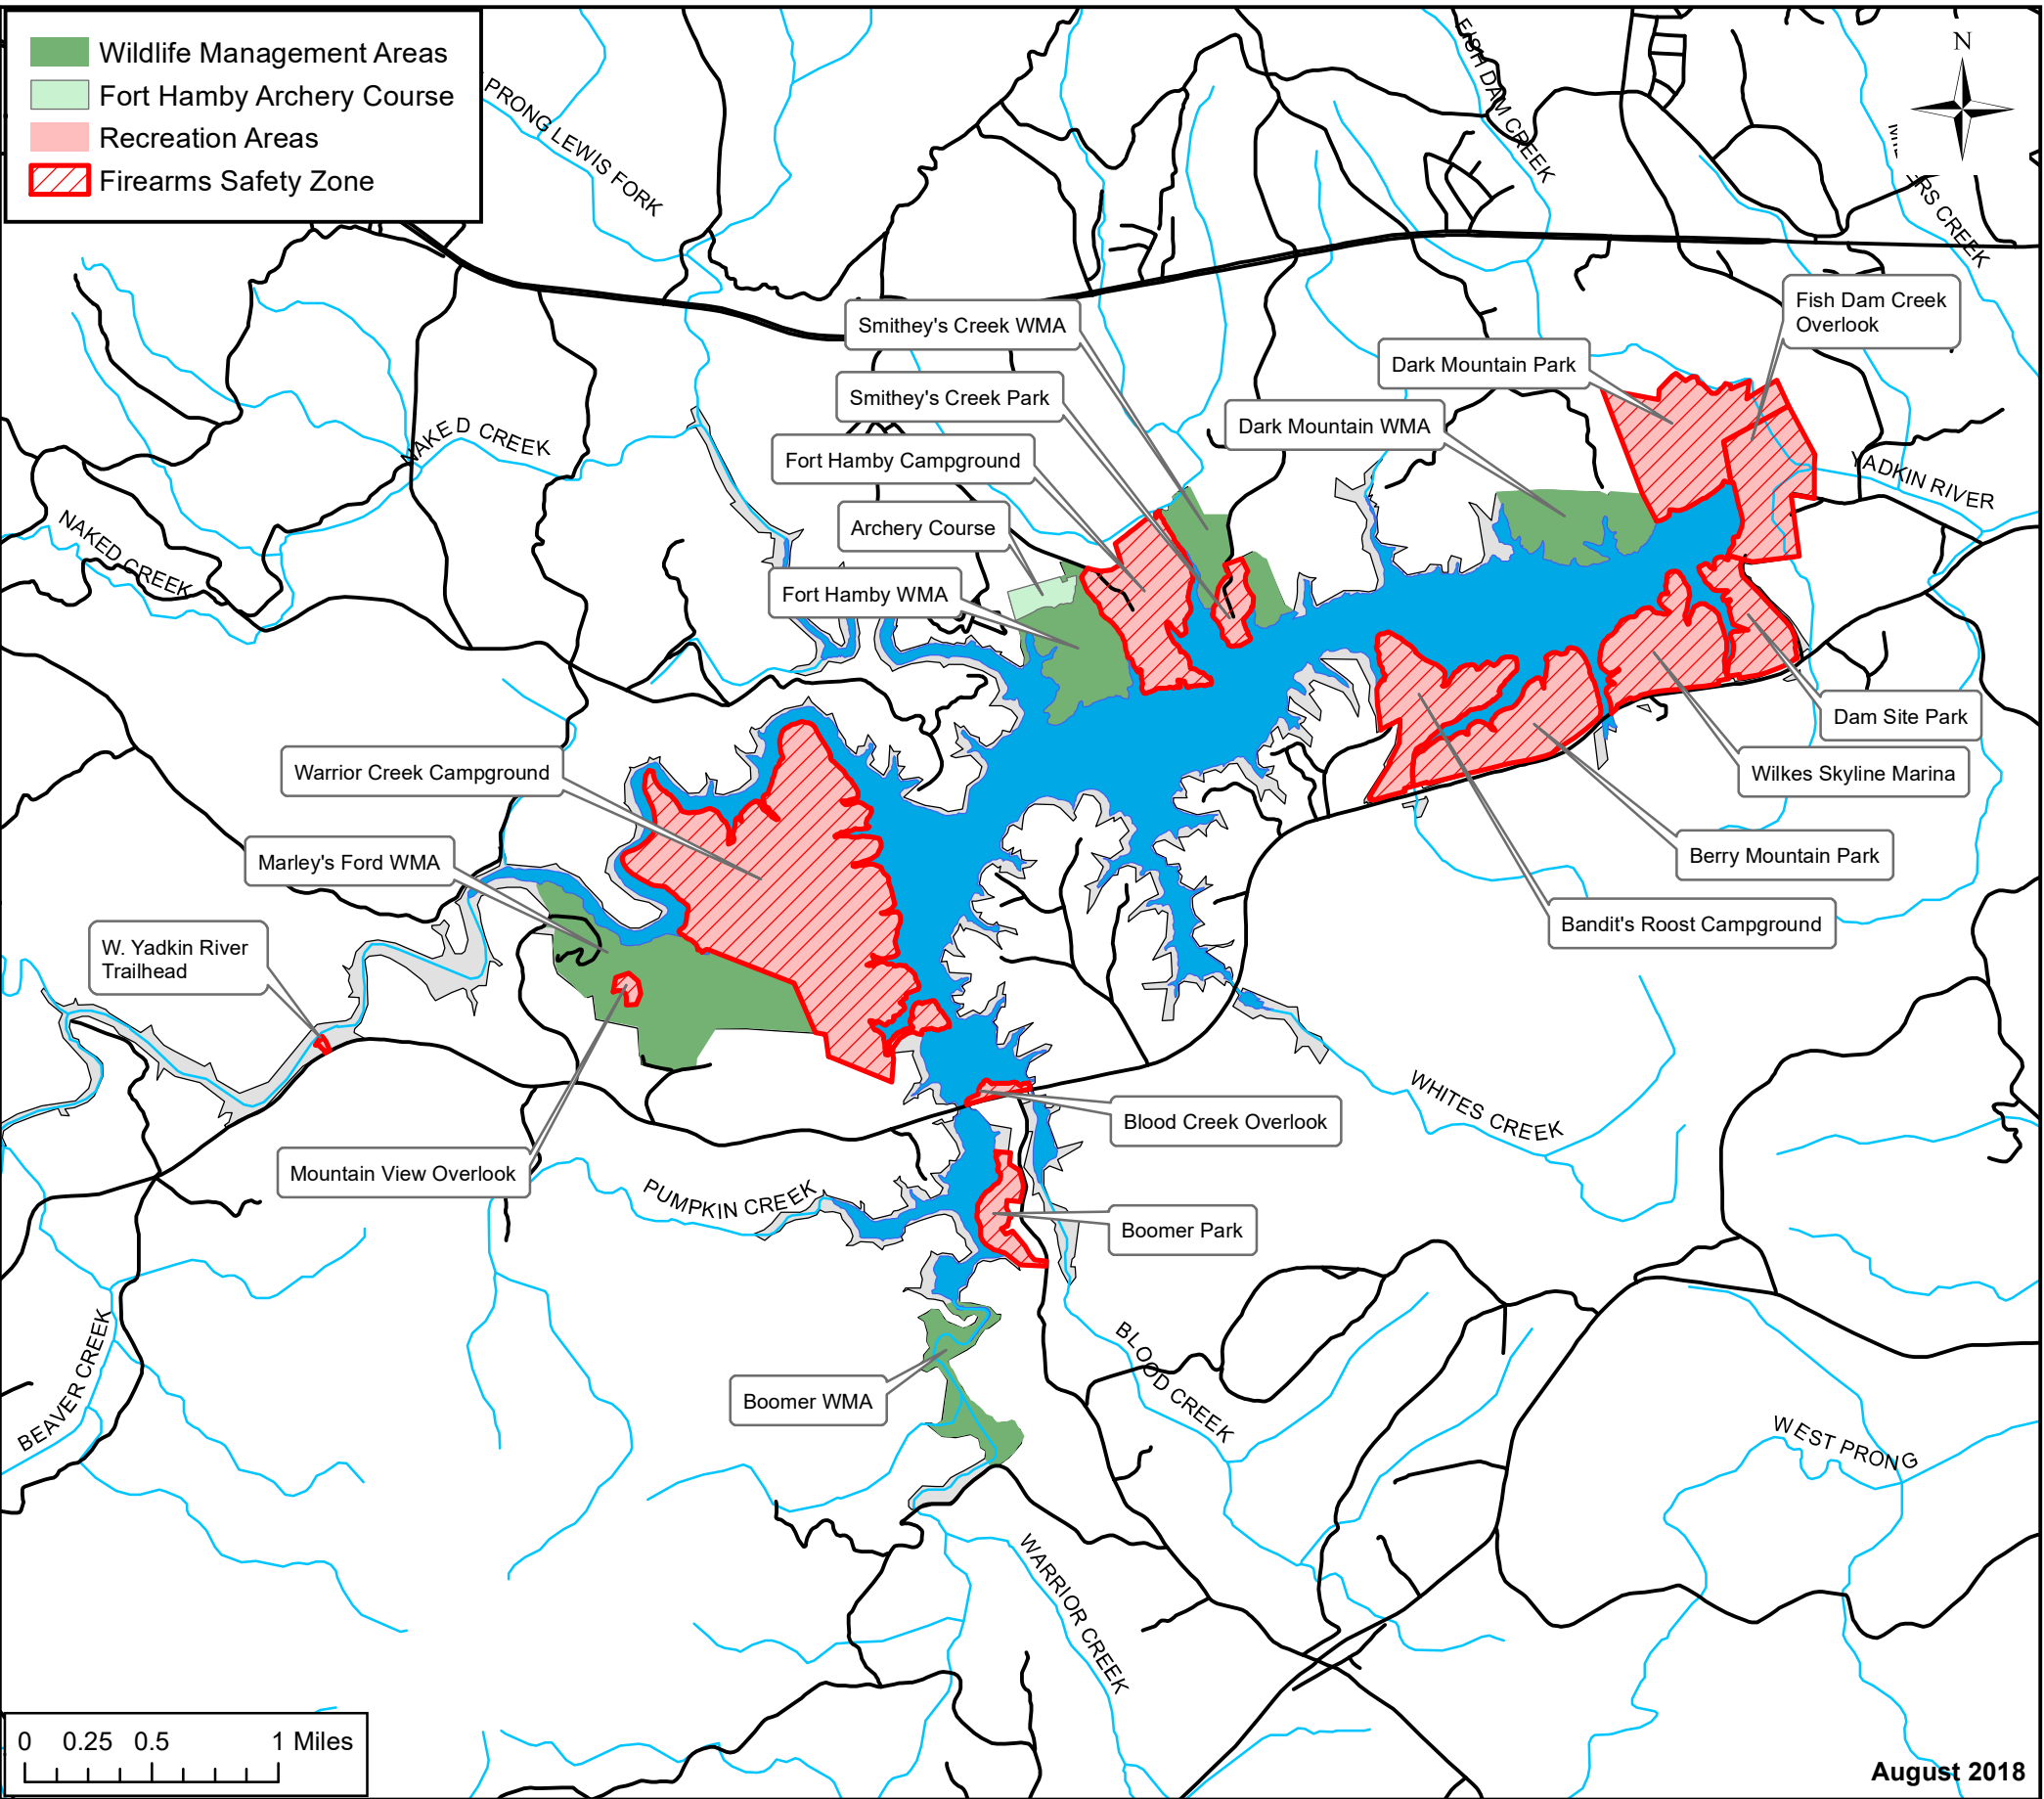 Wildlife Management Areas
Fort Hamby Archery Course
Recreation Areas
Firearms Safety Zone
PRONG LEWIS FORK
FISH DAM CREEK
N
ERS CREEK
Fish Dam Creek
Overlook
Smithey's Creek WMA
Dark Mountain Park
Smithey's Creek Park
Dark Mountain WMA
NAKED CREEK
Fort Hamby Campground
YADKIN RIVER
Archery Course
NAKED CREEK
Fort Hamby WMA
Dam Site Park
Warrior Creek Campground
Wilkes Skyline Marina
Marley's Ford WMA
Berry Mountain Park
Bandit's Roost Campground
W. Yadkin River
Trailhead
WHITES CREEK
Blood Creek Overlook
Mountain View Overlook
PUMPKIN CREEK
Boomer Park
BEAVER CREEK
BLOOD CREEK
Boomer WMA
WEST PRONG
WARRIOR CREEK
0 0.25 0.5 1 Miles
August 2018